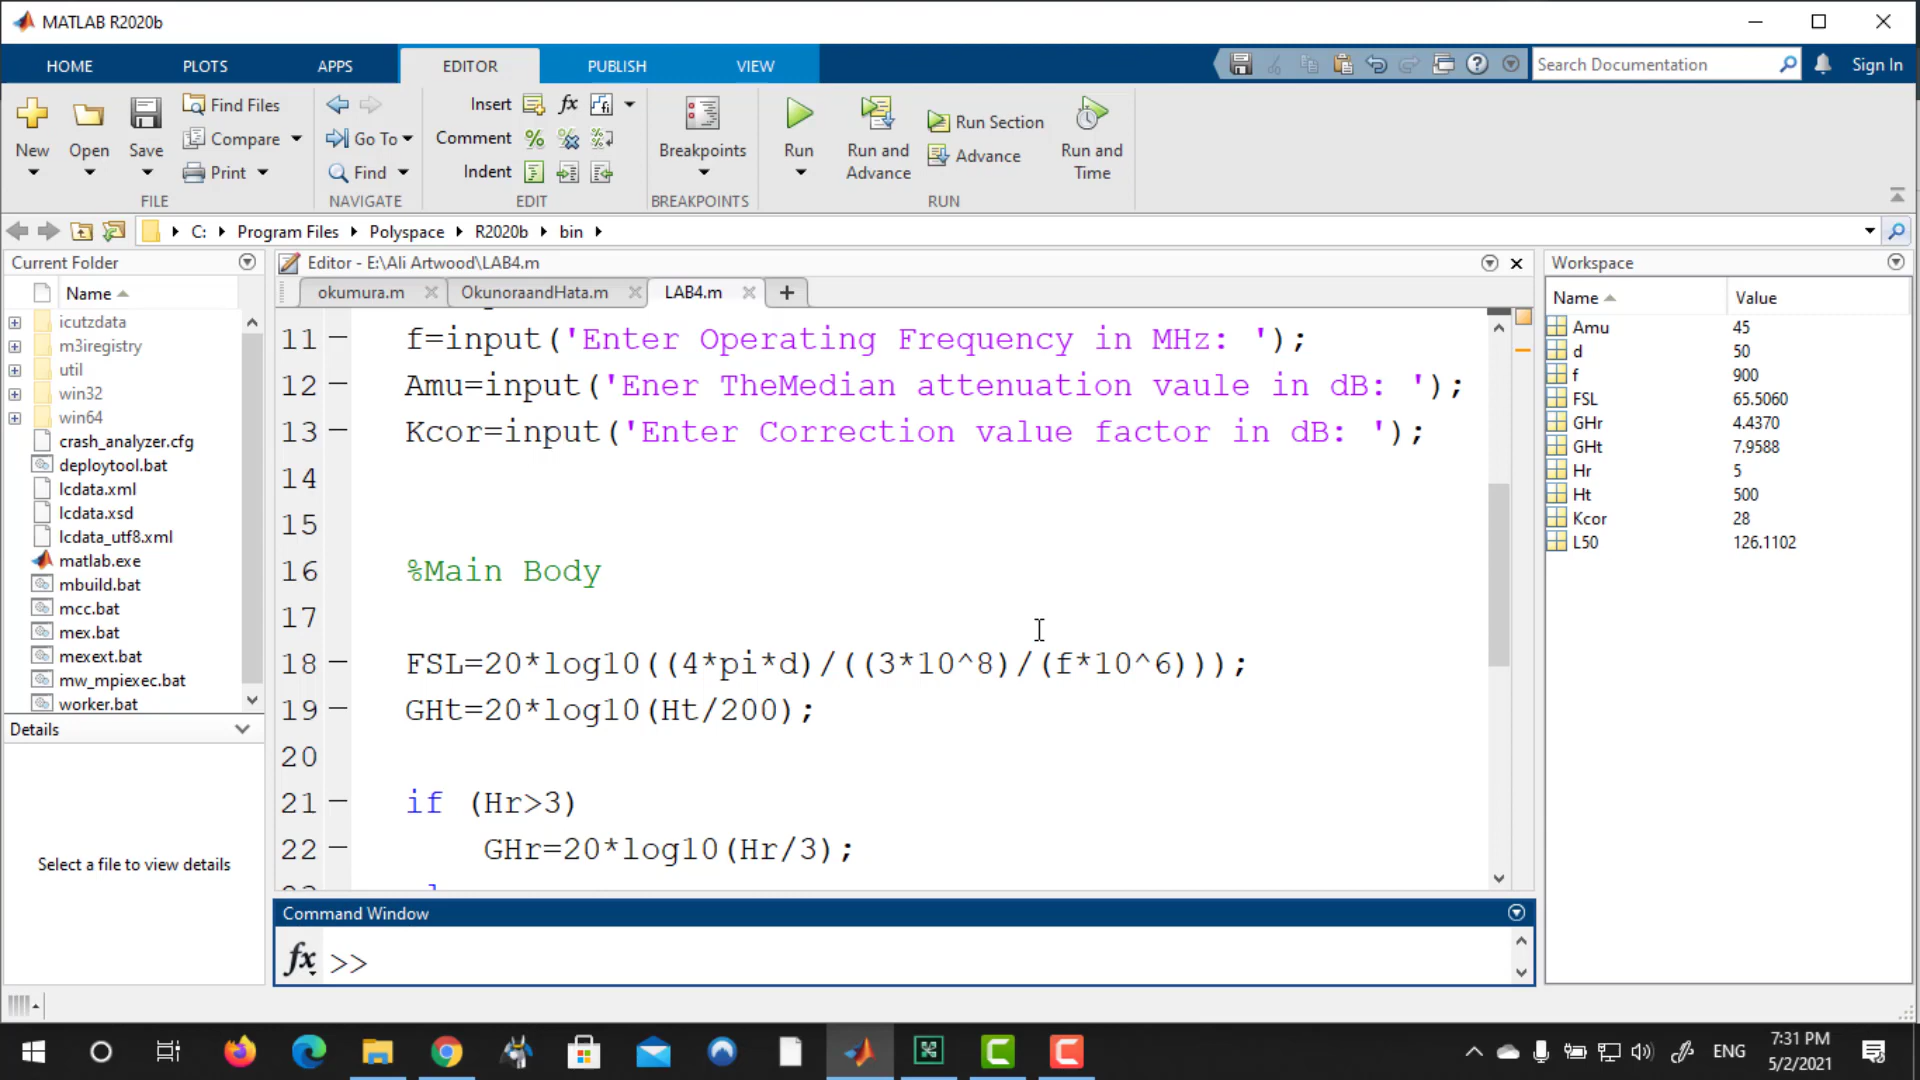 MATLAB R2020b
HOME PLOTS APPS EDITOR PUBLISH VIEW Search Documentation Sign In
New Open Save Find Files Compare Print
FILE
Go To Find
NAVIGATE
Insert fx
Comment
Indent
EDIT
Breakpoints
BREAKPOINTS
Run
Run and Advance
Run Section
Advance
Run and Time
RUN
C: Program Files Polyspace R2020b bin
Current Folder
Name
icutzdata
m3iregistry
util
win32
win64
crash_analyzer.cfg
deploytool.bat
lcdata.xml
lcdata.xsd
lcdata_utf8.xml
matlab.exe
mbuild.bat
mcc.bat
mex.bat
mexext.bat
mw_mpiexec.bat
worker.bat
Details
Select a file to view details
Editor - E:\Ali Artwood\LAB4.m
okumura.m OkunoraandHata.m LAB4.m
11 f=input('Enter Operating Frequency in MHz: ');
12 Amu=input('Ener TheMedian attenuation vaule in dB: ');
13 Kcor=input('Enter Correction value factor in dB: ');
14
15
16 %Main Body
17
18 FSL=20*log10((4*pi*d)/((3*10^8)/(f*10^6)));
19 GHt=20*log10(Ht/200);
20
21 if (Hr>3)
22 GHr=20*log10(Hr/3);
Command Window
fx >>
Workspace
Name Value
Amu 45
d 50
f 900
FSL 65.5060
GHr 4.4370
GHt 7.9588
Hr 5
Ht 500
Kcor 28
L50 126.1102
ENG
7:31 PM
5/2/2021